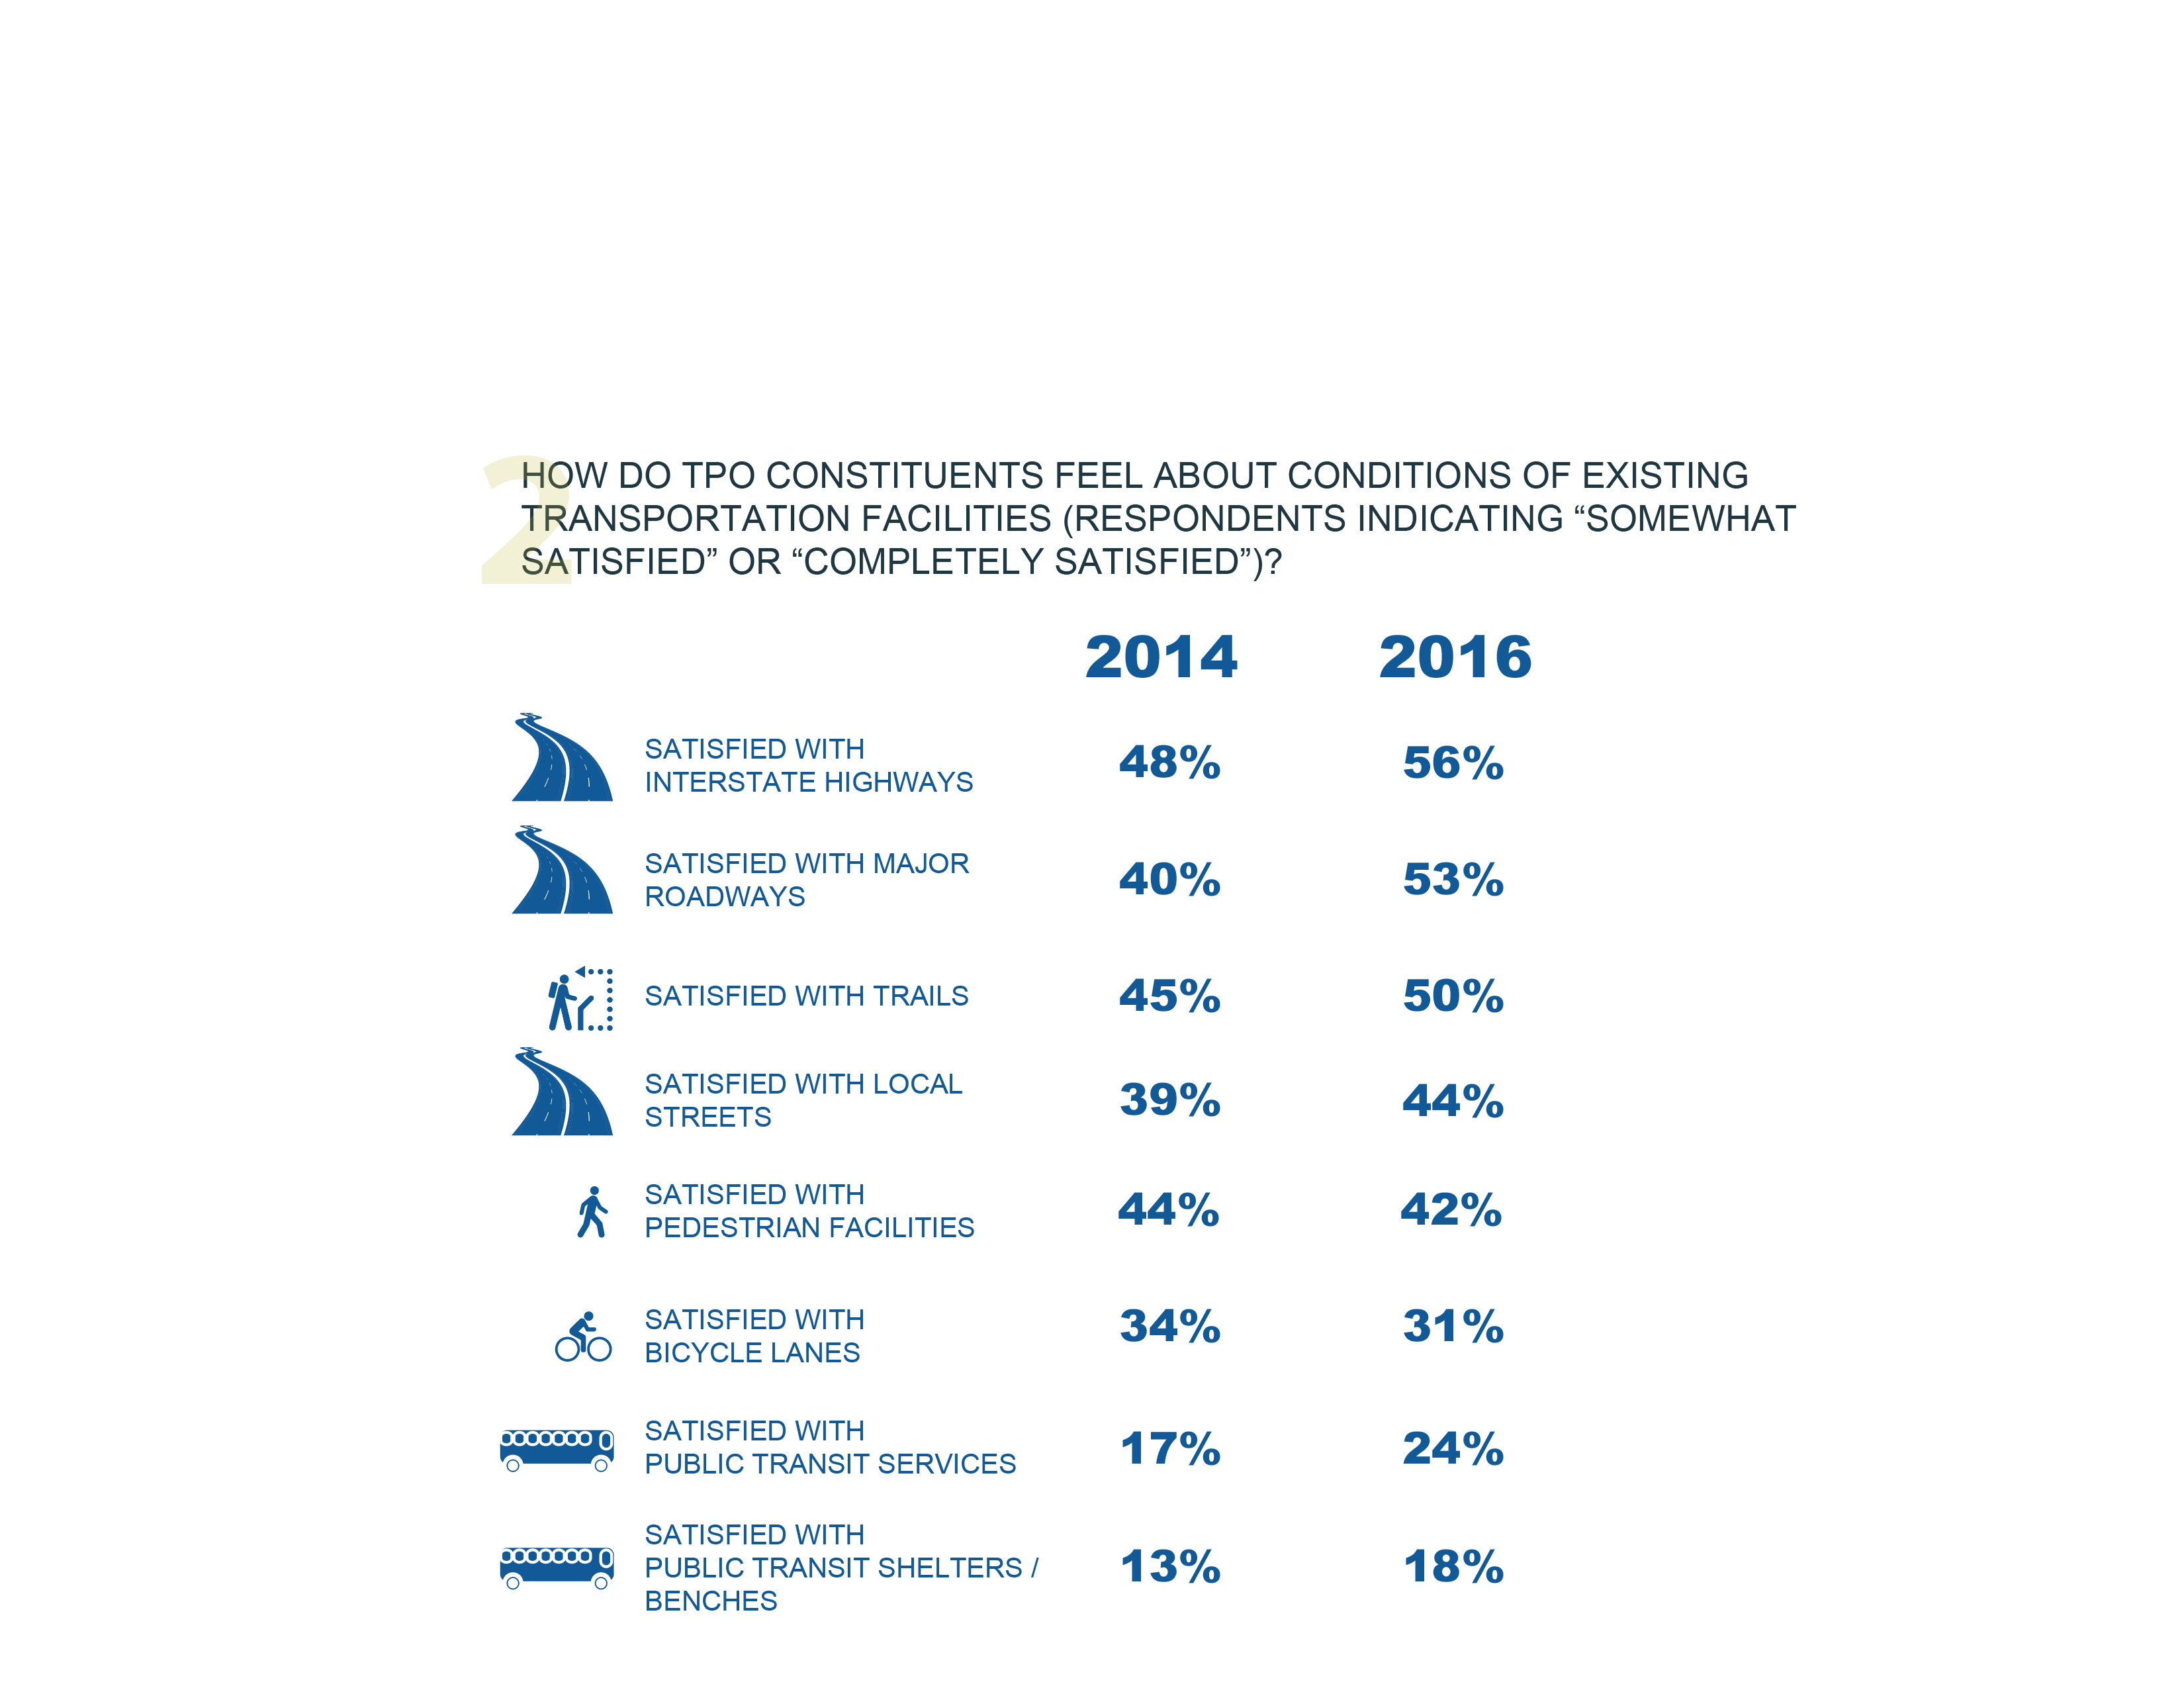 2
HOW DO TPO CONSTITUENTS FEEL ABOUT CONDITIONS OF EXISTING
TRANSPORTATION FACILITIES (RESPONDENTS INDICATING “SOMEWHAT
SATISFIED” OR “COMPLETELY SATISFIED”)?
2014 2016
SATISFIED WITH
INTERSTATE HIGHWAYS
48% 56%
SATISFIED WITH MAJOR
ROADWAYS
40% 53%
SATISFIED WITH TRAILS 45% 50%
SATISFIED WITH LOCAL
STREETS
39% 44%
SATISFIED WITH
PEDESTRIAN FACILITIES
44% 42%
SATISFIED WITH
BICYCLE LANES
34% 31%
SATISFIED WITH
PUBLIC TRANSIT SERVICES
17% 24%
SATISFIED WITH
PUBLIC TRANSIT SHELTERS /
BENCHES
13% 18%